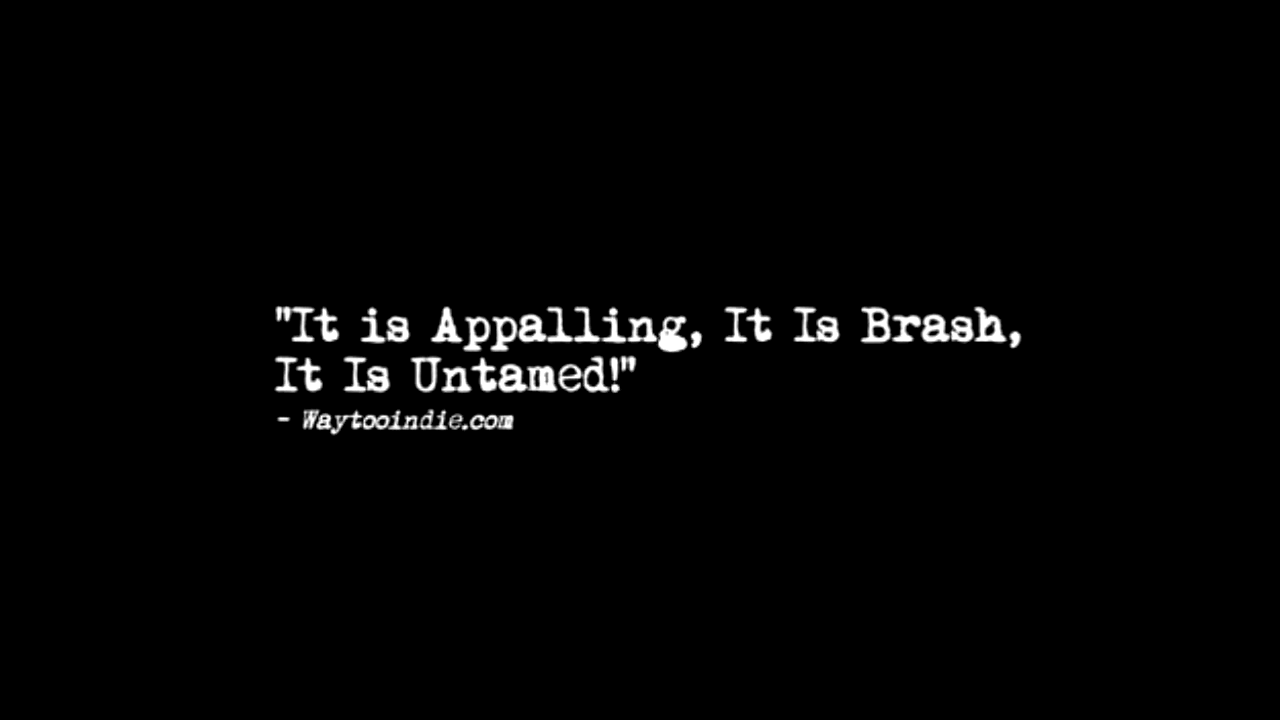 "It is Appalling, It Is Brash,
It Is Untamed!"
- Waytooindie.com